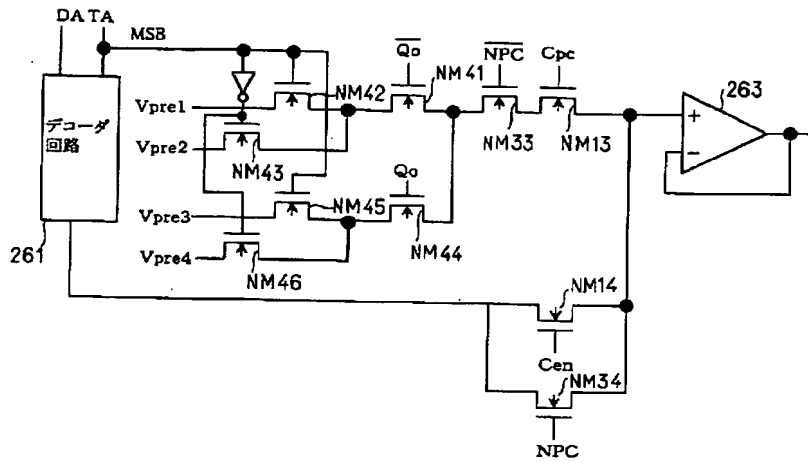 DATA
MSB
デコーダ
回路
261
Vpre1
Vpre2
Vpre3
Vpre4
NM42
NM43
NM45
NM46
Qo
NM41
Qo
NM44
NPC
NM33
Cpc
NM13
263
+
−
NM14
Cen
NM34
NPC